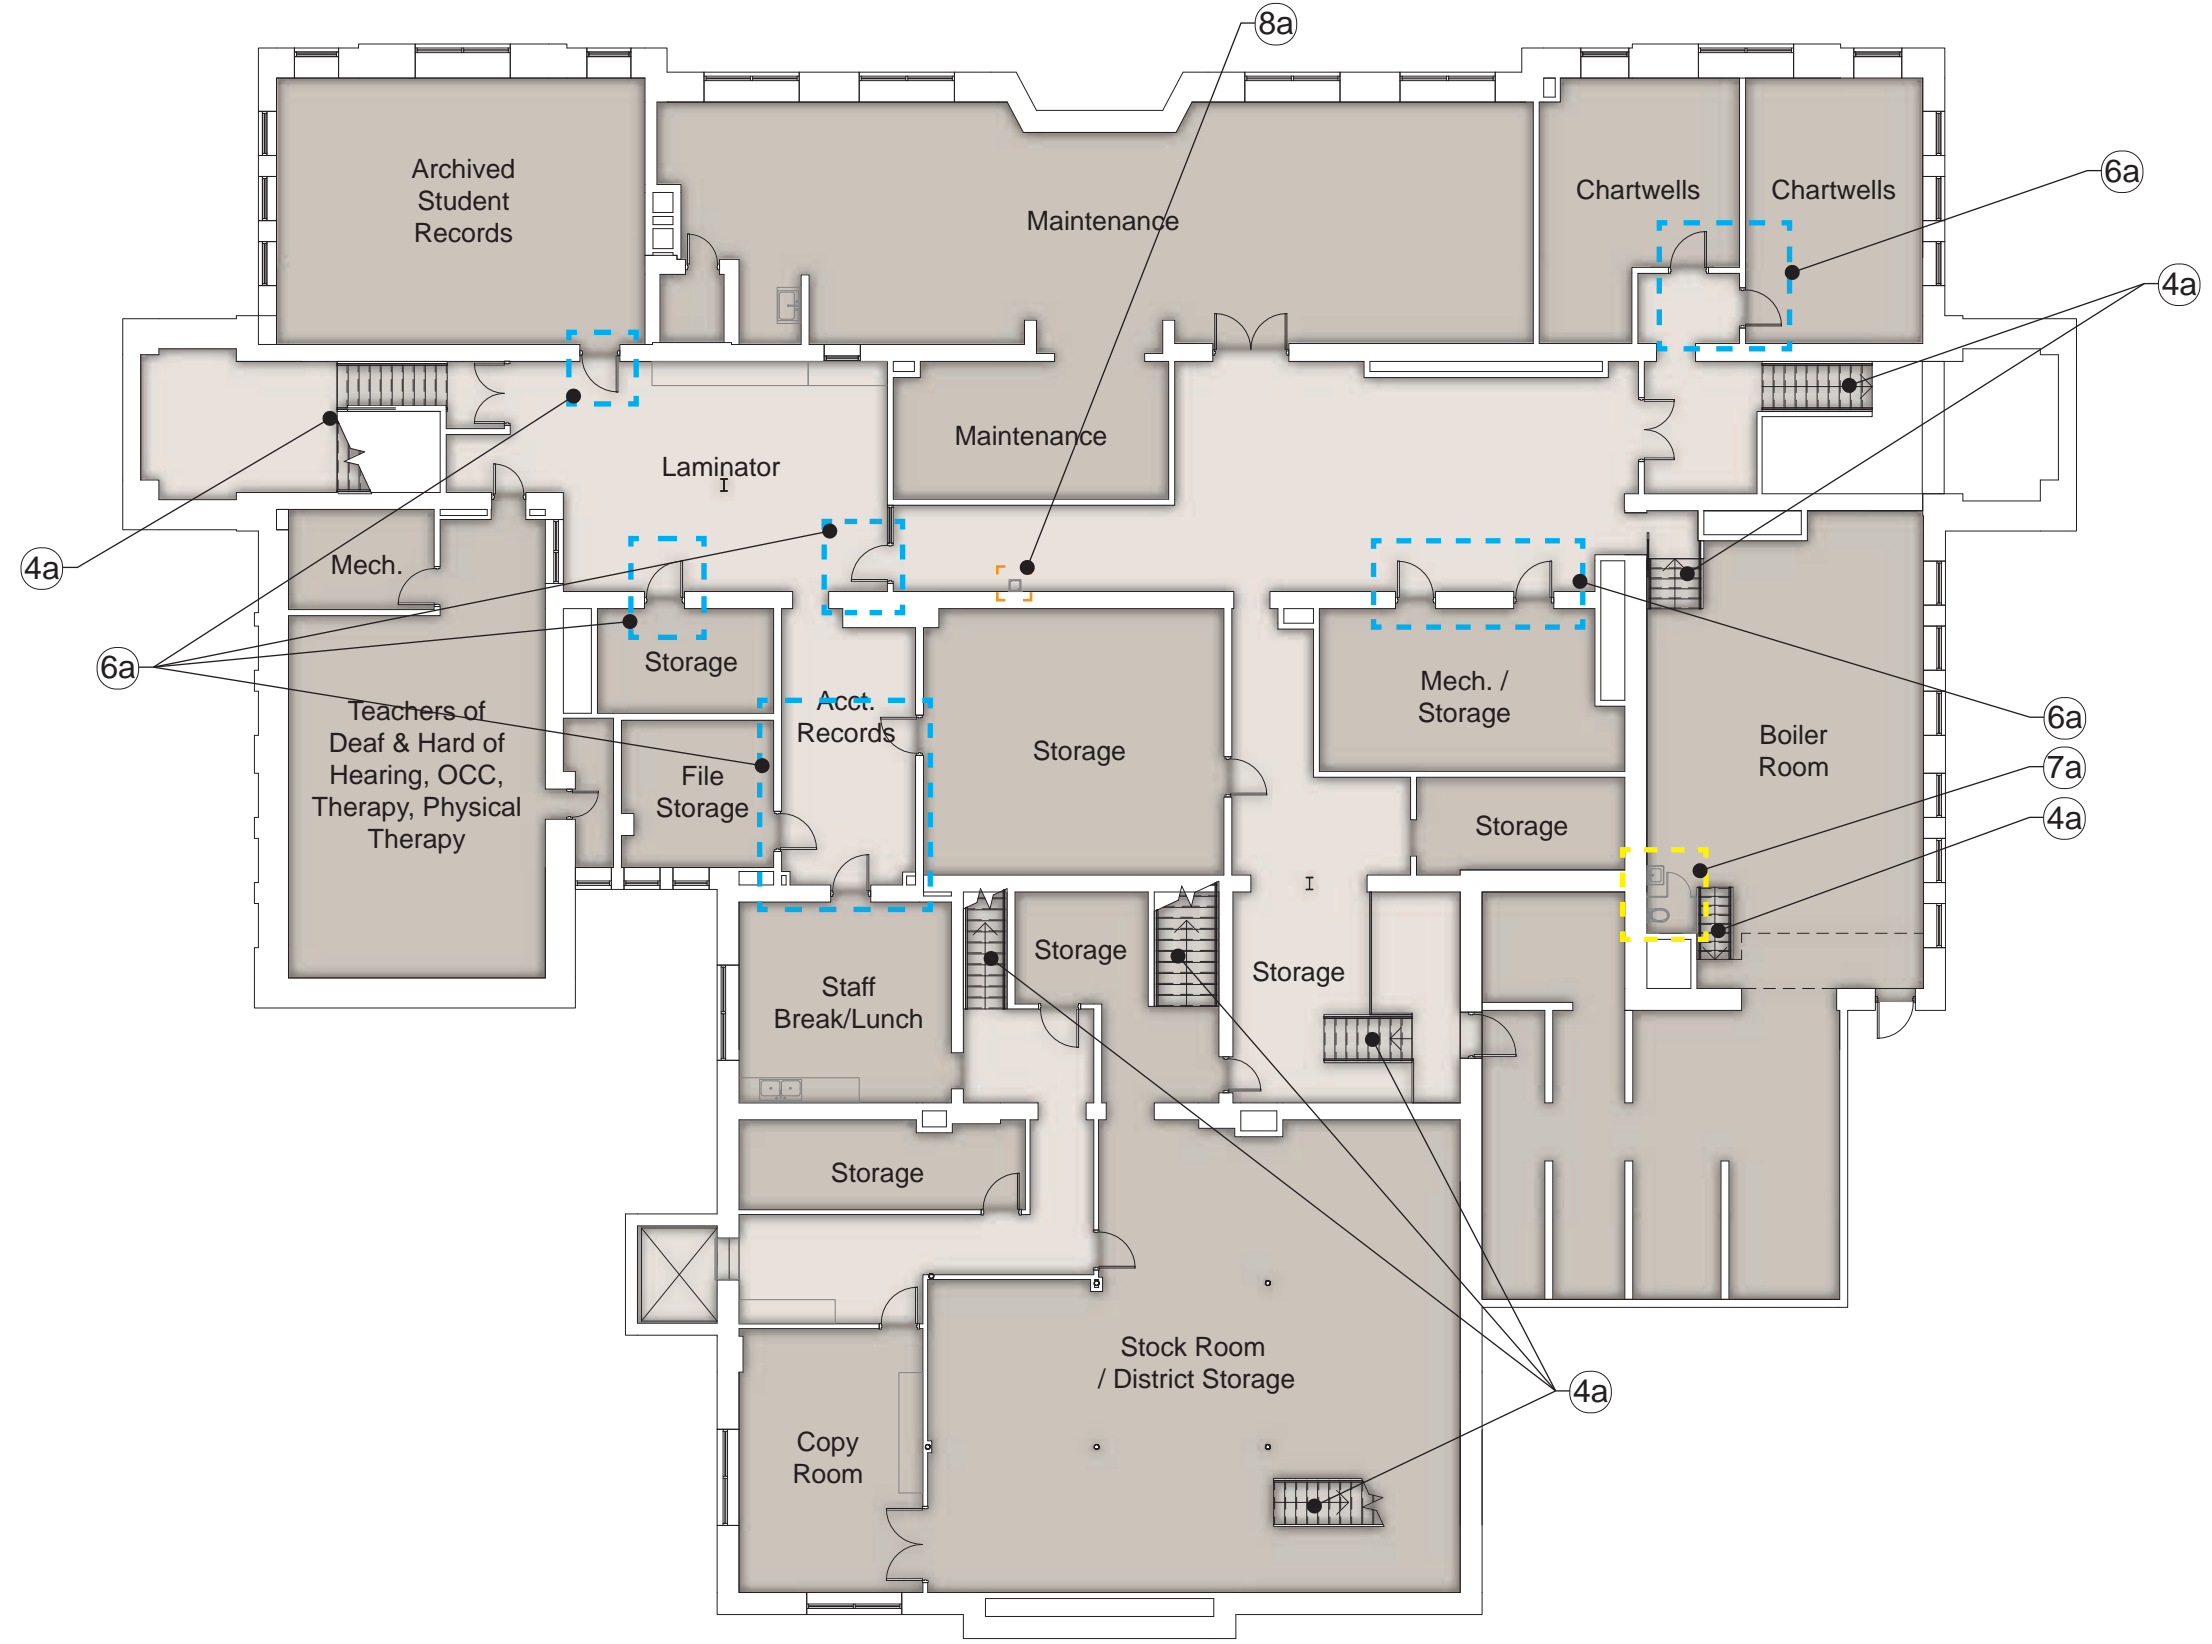 8a
Archived
Student
Records
Maintenance
Chartwells
Chartwells
6a
4a
Maintenance
Laminator
4a
Mech.
6a
Storage
Acct.
Records
Mech. /
Storage
6a
Teachers of
Deaf & Hard of
Hearing, OCC,
Therapy, Physical
Therapy
File
Storage
Storage
Boiler
Room
7a
4a
Storage
Storage
Storage
Staff
Break/Lunch
Storage
Stock Room
/ District Storage
4a
Copy
Room